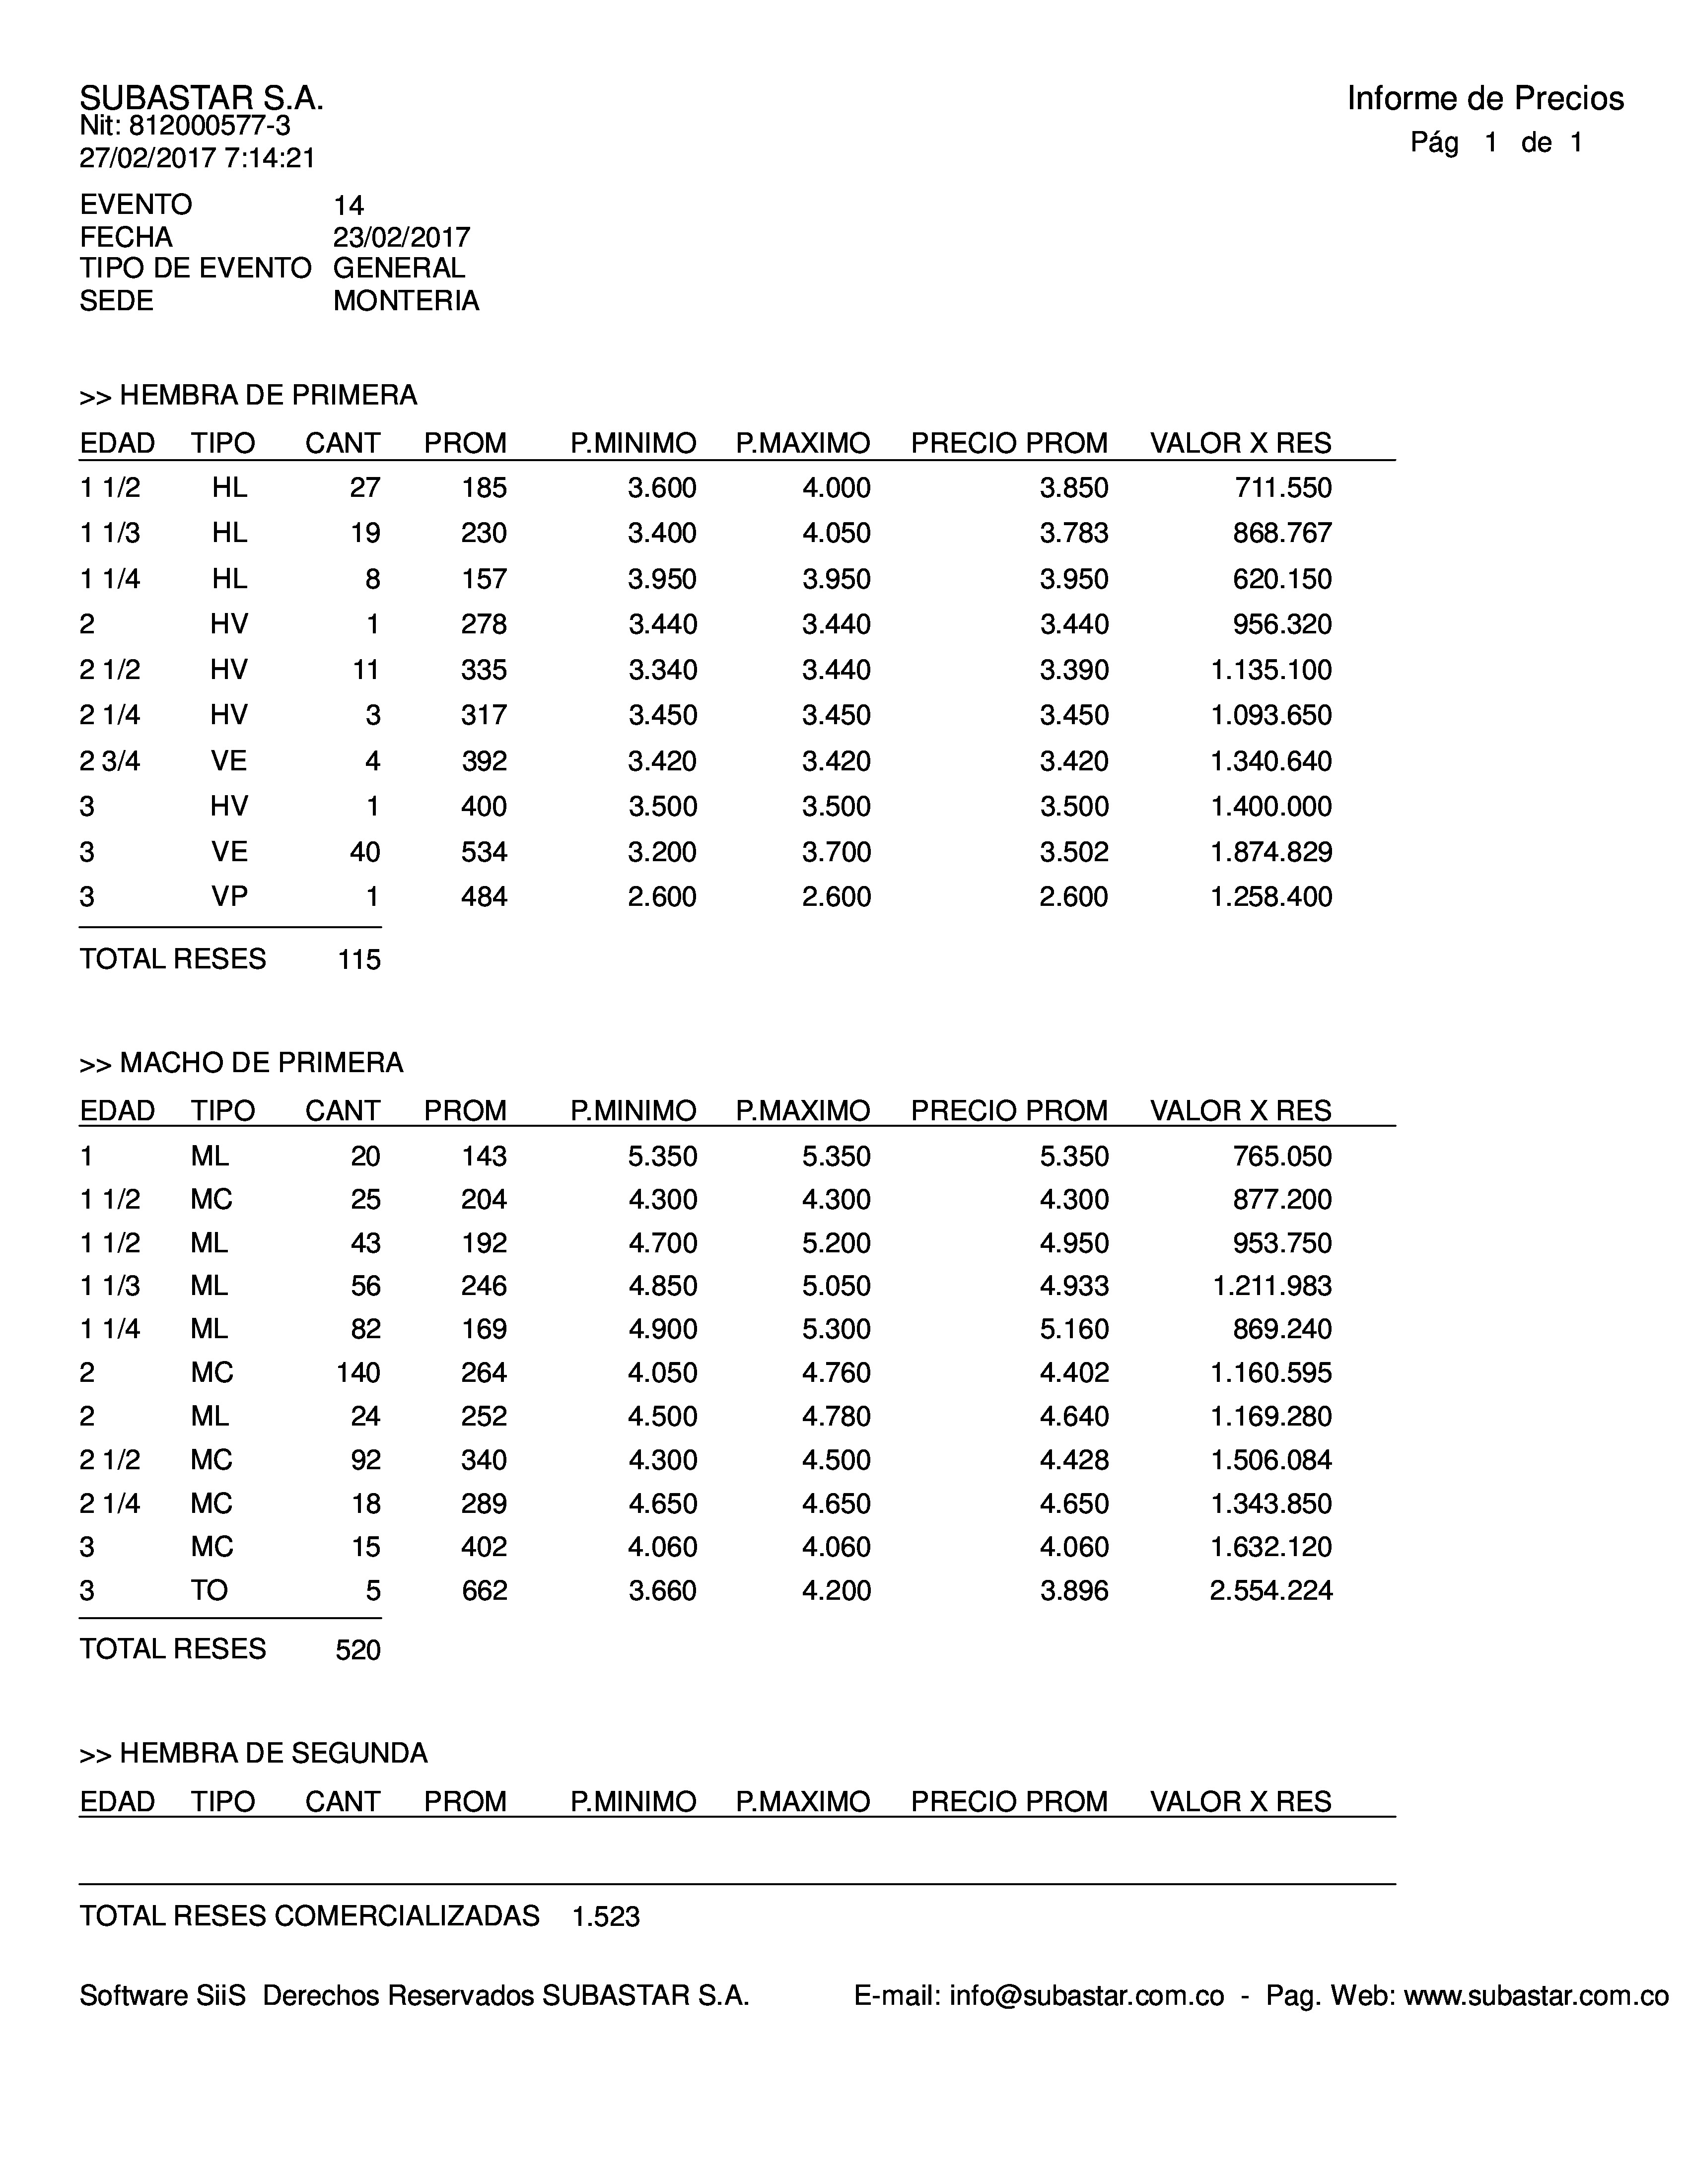 SUBASTAR S.A.
Informe de Precios
Nit: 812000577-3
27/02/2017 7:14:21
Pág 1 de 1
EVENTO 14
FECHA 23/02/2017
TIPO DE EVENTO GENERAL
SEDE MONTERIA
>> HEMBRA DE PRIMERA
EDAD TIPO CANT PROM P.MINIMO P.MAXIMO PRECIO PROM VALOR X RES
1 1/2 HL 27 185 3.600 4.000 3.850 711.550
1 1/3 HL 19 230 3.400 4.050 3.783 868.767
1 1/4 HL 8 157 3.950 3.950 3.950 620.150
2 HV 1 278 3.440 3.440 3.440 956.320
2 1/2 HV 11 335 3.340 3.440 3.390 1.135.100
2 1/4 HV 3 317 3.450 3.450 3.450 1.093.650
2 3/4 VE 4 392 3.420 3.420 3.420 1.340.640
3 HV 1 400 3.500 3.500 3.500 1.400.000
3 VE 40 534 3.200 3.700 3.502 1.874.829
3 VP 1 484 2.600 2.600 2.600 1.258.400
TOTAL RESES 115
>> MACHO DE PRIMERA
EDAD TIPO CANT PROM P.MINIMO P.MAXIMO PRECIO PROM VALOR X RES
1 ML 20 143 5.350 5.350 5.350 765.050
1 1/2 MC 25 204 4.300 4.300 4.300 877.200
1 1/2 ML 43 192 4.700 5.200 4.950 953.750
1 1/3 ML 56 246 4.850 5.050 4.933 1.211.983
1 1/4 ML 82 169 4.900 5.300 5.160 869.240
2 MC 140 264 4.050 4.760 4.402 1.160.595
2 ML 24 252 4.500 4.780 4.640 1.169.280
2 1/2 MC 92 340 4.300 4.500 4.428 1.506.084
2 1/4 MC 18 289 4.650 4.650 4.650 1.343.850
3 MC 15 402 4.060 4.060 4.060 1.632.120
3 TO 5 662 3.660 4.200 3.896 2.554.224
TOTAL RESES 520
>> HEMBRA DE SEGUNDA
EDAD TIPO CANT PROM P.MINIMO P.MAXIMO PRECIO PROM VALOR X RES
TOTAL RESES COMERCIALIZADAS 1.523
Software SiiS Derechos Reservados SUBASTAR S.A. E-mail: info@subastar.com.co - Pag. Web: www.subastar.com.co